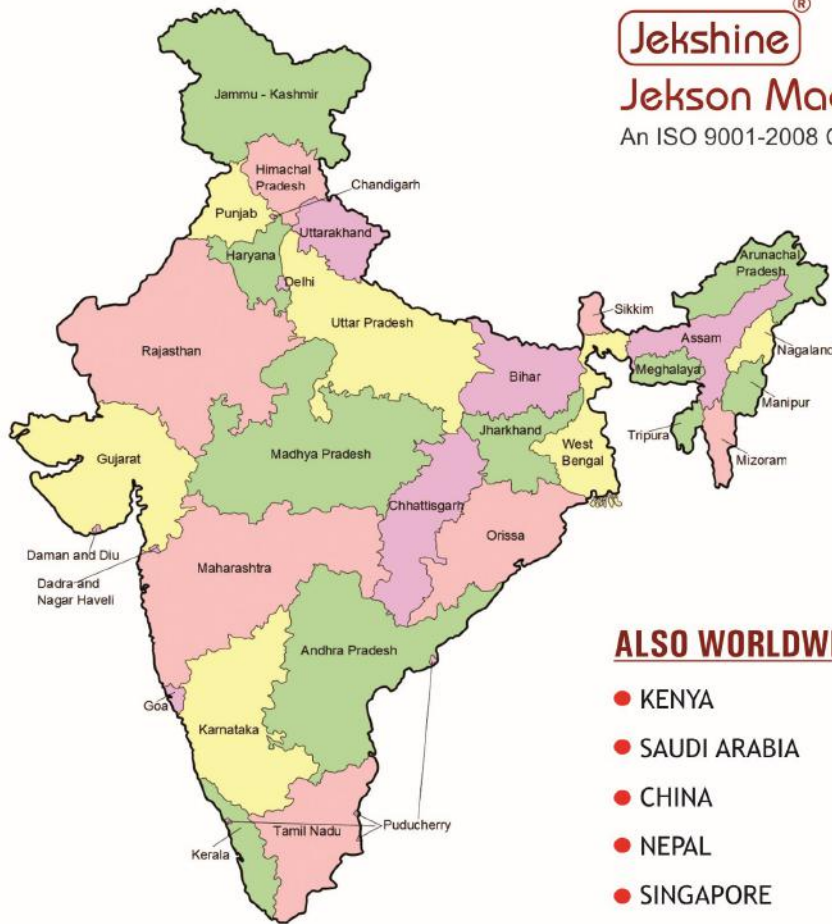 Jekshine®
Jekson
An ISO 9001-2008
Jammu - Kashmir
Himachal
Pradesh
Chandigarh
Punjab
Uttarakhand
Haryana
Delhi
Arunachal
Pradesh
Sikkim
Uttar Pradesh
Rajasthan
Assam
Nagaland
Bihar
Meghalaya
Manipur
Jharkhand
Tripura
West
Bengal
Mizoram
Gujarat
Madhya Pradesh
Chhattisgarh
Orissa
Daman and Diu
Dadra and
Nagar Haveli
Maharashtra
Andhra Pradesh
Goa
Karnataka
Puducherry
Tamil Nadu
Kerala
ALSO
KENYA
SAUDI ARABIA
CHINA
NEPAL
SINGAPORE